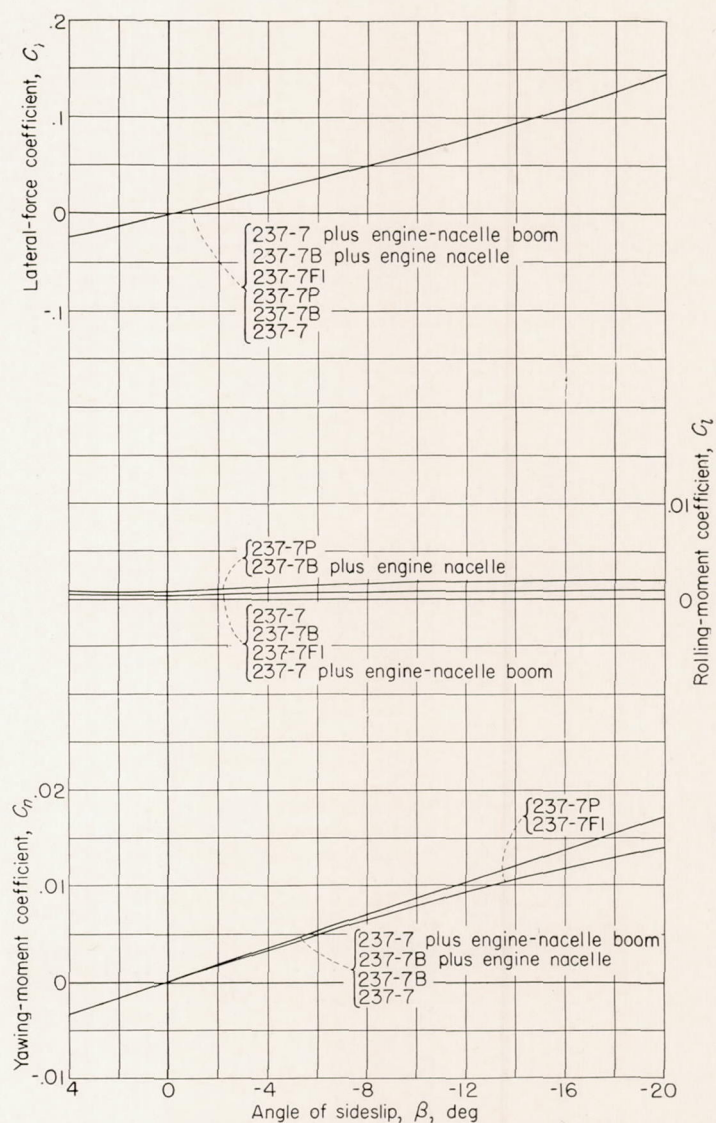 Lateral-force coefficient, Ci
.2
.1
0
-.1
237-7 plus engine-nacelle boom
237-7B plus engine nacelle
237-7F1
237-7P
237-7B
237-7
Rolling-moment coefficient, Cl
.01
0
237-7P
237-7B plus engine nacelle
237-7
237-7B
237-7F1
237-7 plus engine-nacelle boom
Yawing-moment coefficient, Cn
.02
.01
0
-.01
237-7P
237-7F1
237-7 plus engine-nacelle boom
237-7B plus engine nacelle
237-7B
237-7
4 0 -4 -8 -12 -16 -20
Angle of sideslip, β, deg